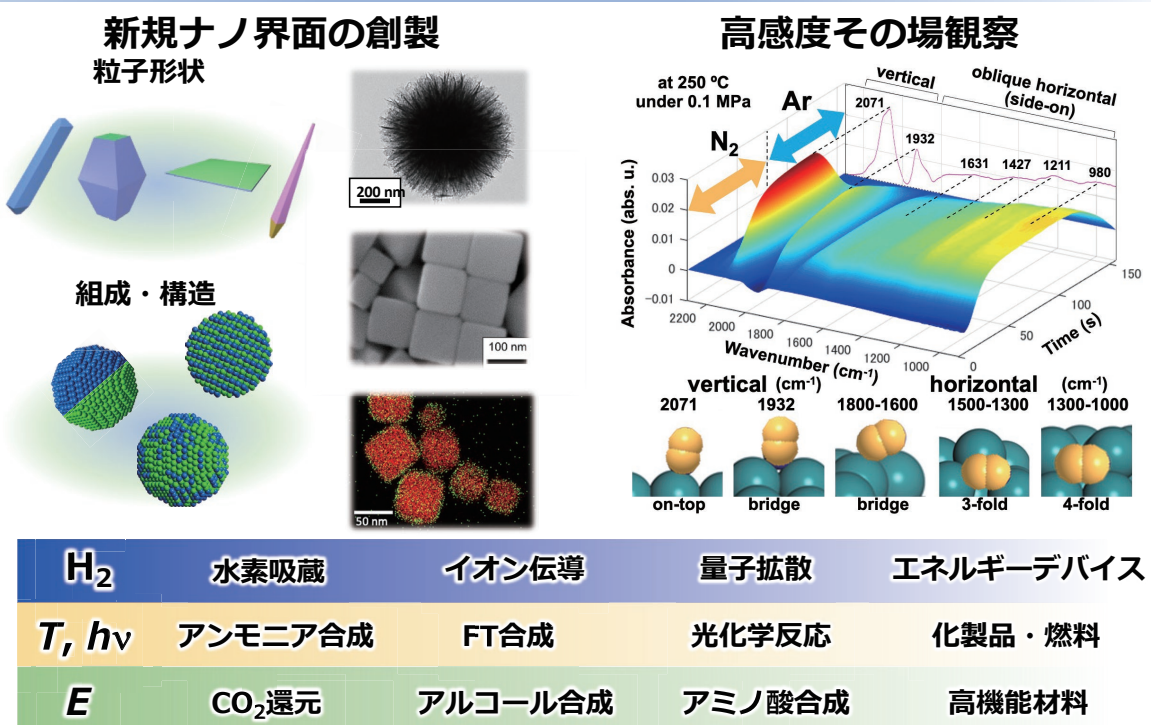 新規ナノ界面の創製
粒子形状
200 nm
組成・構造
100 nm
50 nm
高感度その場観察
at 250 ºC
under 0.1 MPa
vertical
oblique horizontal
(side-on)
Ar
N₂
2071
1932
1631
1427
1211
980
Absorbance (abs. u.)
0.03
0.02
0.01
0
−0.01
2200
2000
1800
1600
1400
1200
1000
Wavenumber (cm⁻¹)
0
50
100
150
Time (s)
vertical (cm⁻¹) horizontal (cm⁻¹)
2071 1932 1800-1600 1500-1300 1300-1000
on-top bridge bridge 3-fold 4-fold
H₂ 水素吸蔵 イオン伝導 量子拡散 エネルギーデバイス
T, hν アンモニア合成 FT合成 光化学反応 化製品・燃料
E CO₂還元 アルコール合成 アミノ酸合成 高機能材料